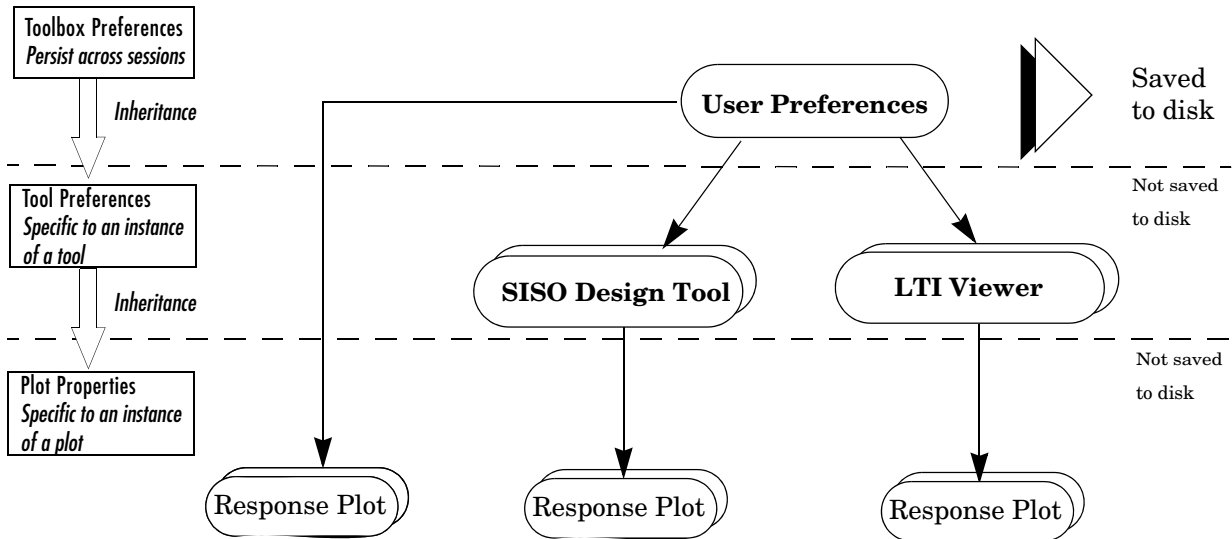 Toolbox Preferences
Persist across sessions
Inheritance
User Preferences
Saved
to disk
Tool Preferences
Specific to an instance
of a tool
Not saved
to disk
SISO Design Tool
LTI Viewer
Inheritance
Plot Properties
Specific to an instance
of a plot
Not saved
to disk
Response Plot
Response Plot
Response Plot